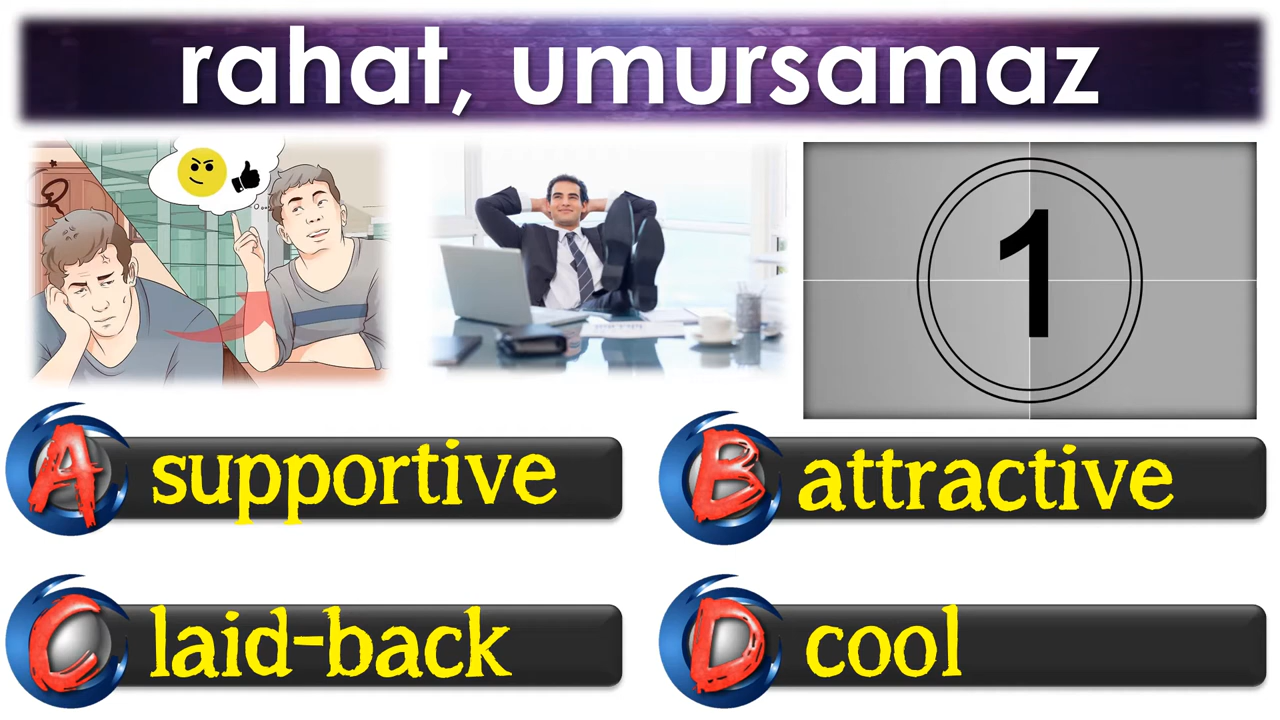 rahat, umursamaz
1
A supportive
B attractive
C laid-back
D cool